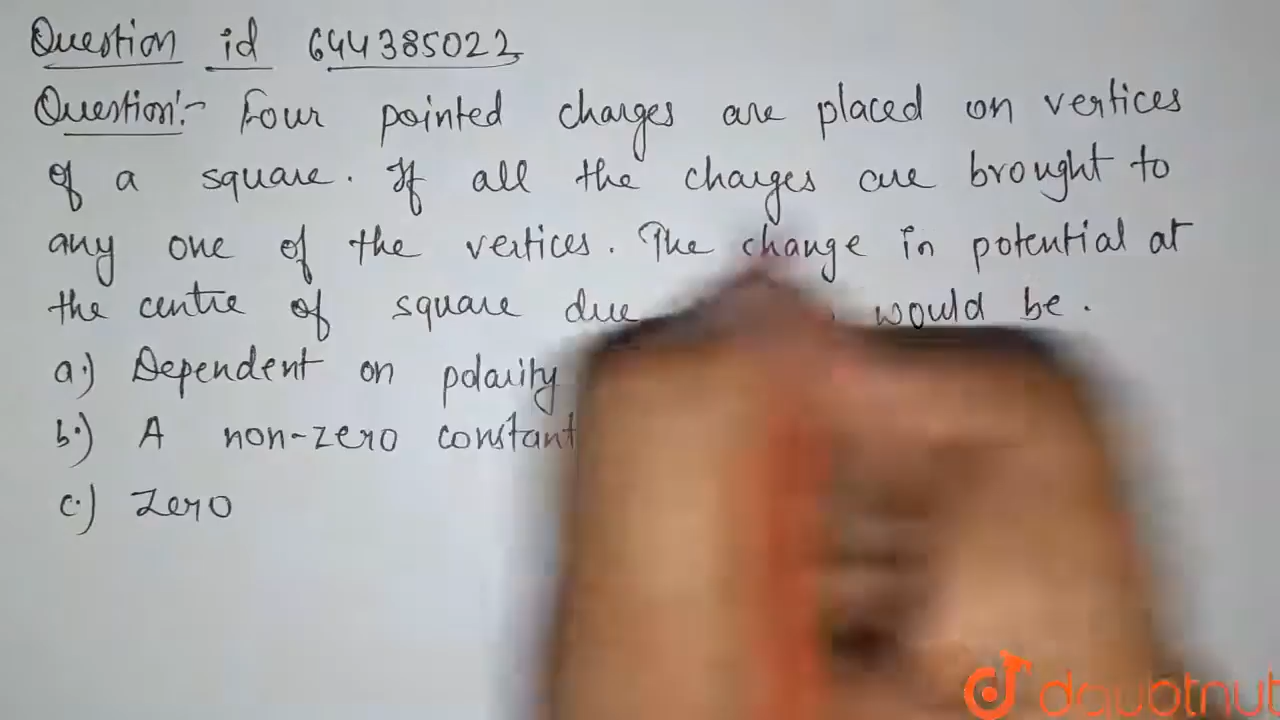 Question id 644385022
Question:- Four pointed charges are placed on vertices
of a square. If all the charges are brought to
any one of the vertices. The change in potential at
the centre of square due would be.
a.) Dependent on polarity
b.) A non-zero constant
c.) Zero
doubtnut